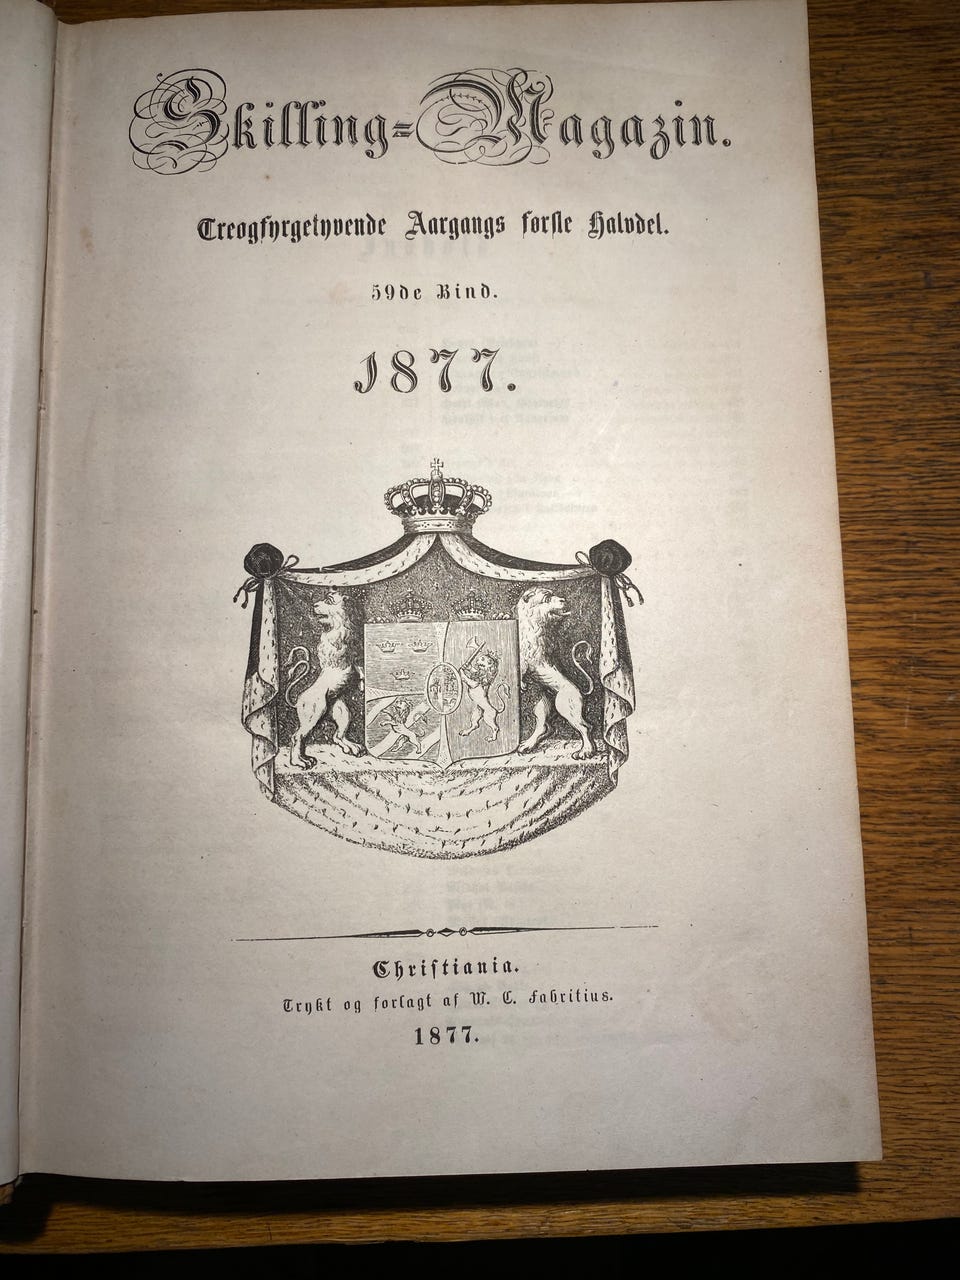 Skilling-Magazin.
Treogfyrgetyvende Aargangs første Halvdel.
59de Bind.
1877.
Christiania.
Trykt og forlagt af W. C. Fabritius.
1877.